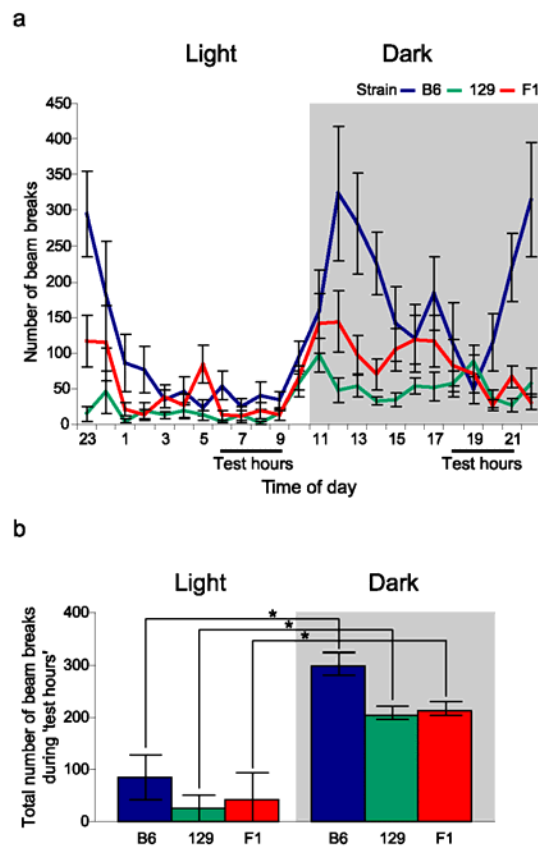 a
Light Dark
Strain B6 129 F1
450
400
350
300
250
200
150
100
50
0
Number of beam breaks
23 1 3 5 7 9 11 13 15 17 19 21
Test hours Test hours
Time of day
b
Light Dark
400
300
200
100
0
Total number of beam breaks
during 'test hours'
* * *
B6 129 F1 B6 129 F1